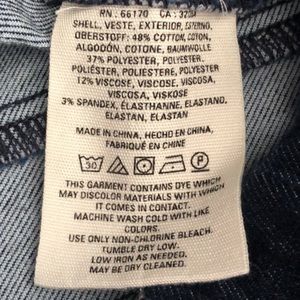 RN : 66170 CA : 37284
SHELL, VESTE, EXTERIOR, ESTERNO,
OBERSTOFF: 48% COTTON, COTON,
ALGODÓN, COTONE, BAUMWOLLE
37% POLYESTER, POLYESTER,
POLIÉSTER, POLIESTERE, POLYESTER
12% VISCOSE, VISCOSE,
VISCOSA, VISCOSA, VISKOSE
3% SPANDEX, ÉLASTHANNE, ELASTANO,
ELASTAN, ELASTAN
MADE IN CHINA, HECHO EN CHINA,
FABRIQUÉ EN CHINE
30 P
THIS GARMENT CONTAINS DYE WHICH
MAY DISCOLOR MATERIALS WITH WHICH
IT COMES INTO CONTACT.
MACHINE WASH COLD WITH LIKE
COLORS.
USE ONLY NON-CHLORINE BLEACH.
TUMBLE DRY LOW.
LOW IRON AS NEEDED.
MAY BE DRY CLEANED.